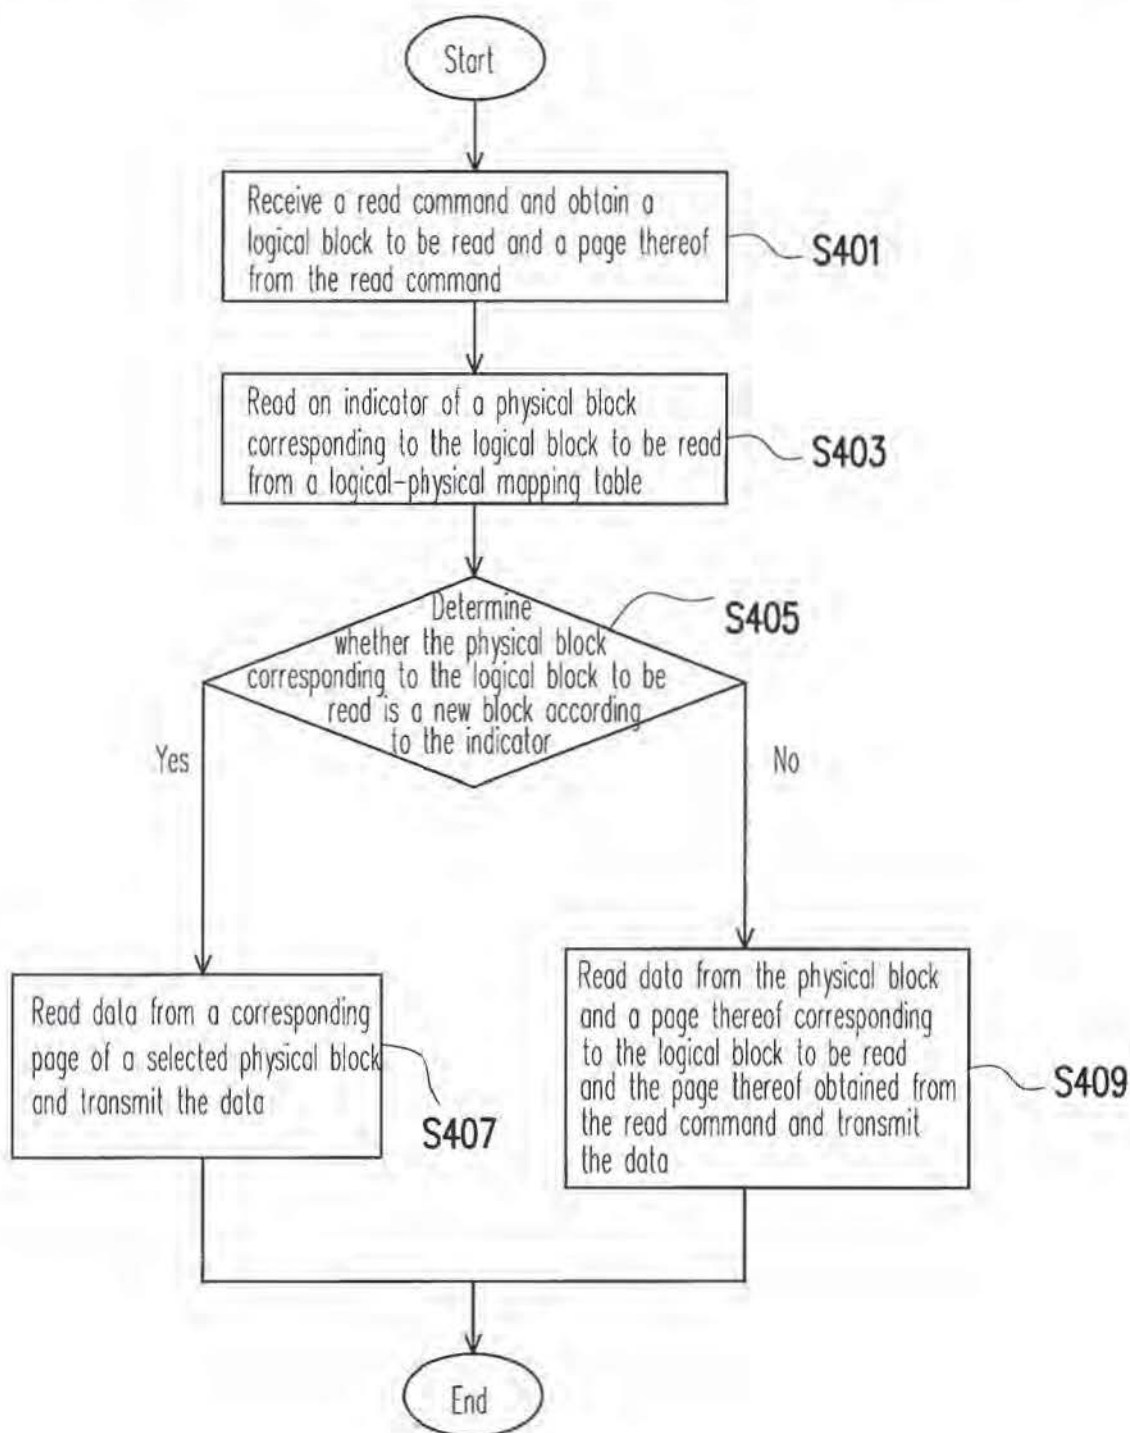 Start
Receive a read command and obtain a
logical block to be read and a page thereof
from the read command
S401
Read an indicator of a physical block
corresponding to the logical block to be read
from a logical-physical mapping table
S403
Determine
whether the physical block
corresponding to the logical block to be
read is a new block according
to the indicator
S405
Yes
No
Read data from a corresponding
page of a selected physical block
and transmit the data
S407
Read data from the physical block
and a page thereof corresponding
to the logical block to be read
and the page thereof obtained from
the read command and transmit
the data
S409
End